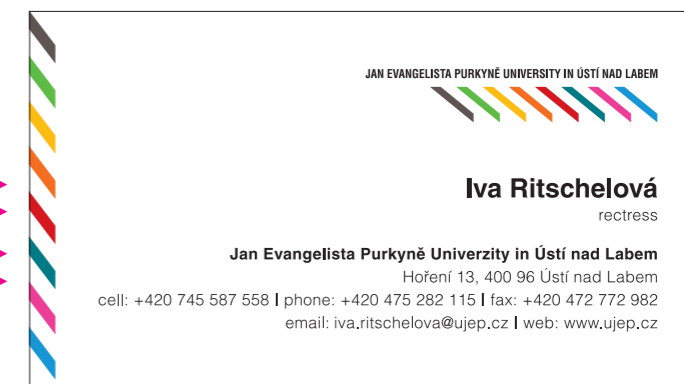 JAN EVANGELISTA PURKYNĚ UNIVERSITY IN ÚSTÍ NAD LABEM
Iva Ritschelová
rectress
Jan Evangelista Purkyně Univerzity in Ústí nad Labem
Hoření 13, 400 96 Ústí nad Labem
cell: +420 745 587 558 | phone: +420 475 282 115 | fax: +420 472 772 982
email: iva.ritschelova@ujep.cz | web: www.ujep.cz